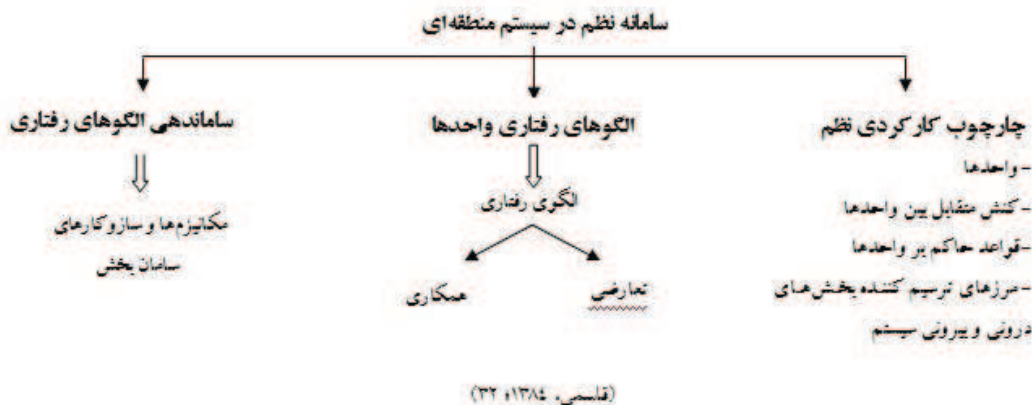 سامانه نظم در سیستم منطقه‌ای
چارچوب کارکردی نظم
-واحدها
-کنش متقابل بین واحدها
-قواعد حاکم بر واحدها
-مرزهای ترسیم کننده بخش‌های
درونی و بیرونی سیستم
الگوهای رفتاری واحدها
الگوی رفتاری
تعارضی
همکاری
ساماندهی الگوهای رفتاری
مکانیزم‌ها و سازوکارهای
سامان بخش
(قاسمی، ۱۳۸٤، ۳۲)